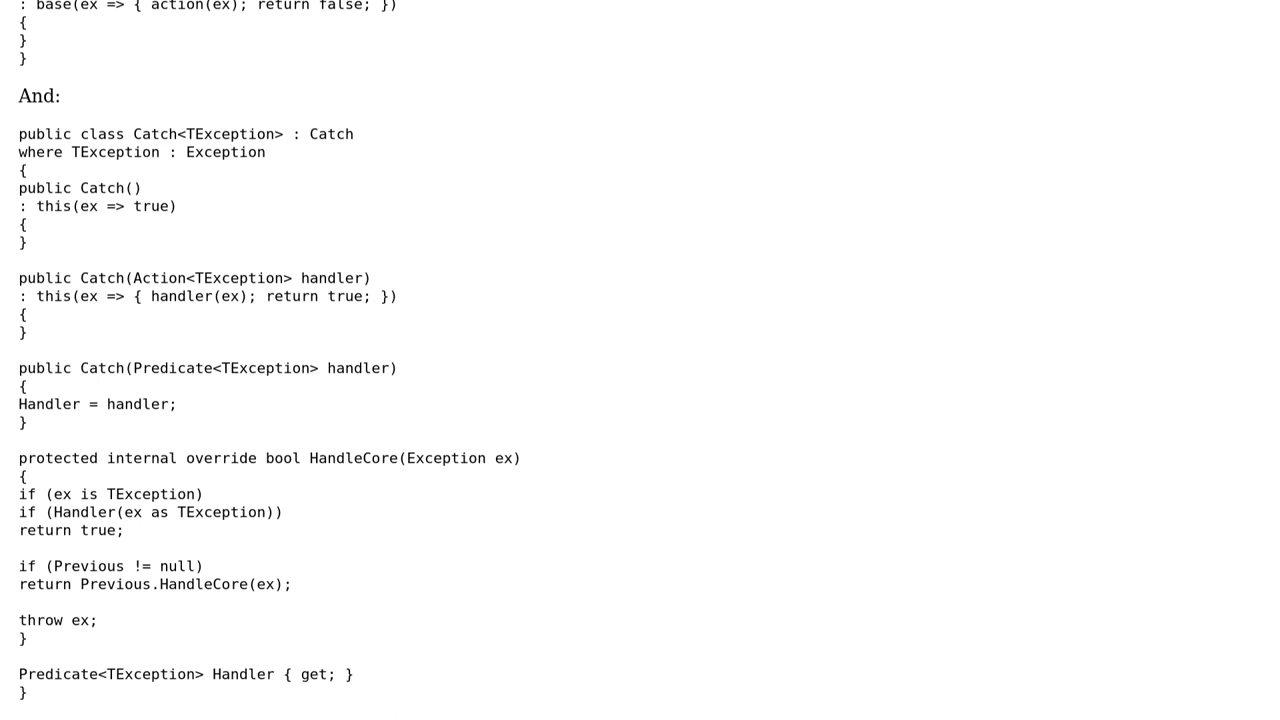 : base(ex => { action(ex); return false; })
{
}
}
And:
public class Catch<TException> : Catch
where TException : Exception
{
public Catch()
: this(ex => true)
{
}
public Catch(Action<TException> handler)
: this(ex => { handler(ex); return true; })
{
}
public Catch(Predicate<TException> handler)
{
Handler = handler;
}
protected internal override bool HandleCore(Exception ex)
{
if (ex is TException)
if (Handler(ex as TException))
return true;
if (Previous != null)
return Previous.HandleCore(ex);
throw ex;
}
Predicate<TException> Handler { get; }
}